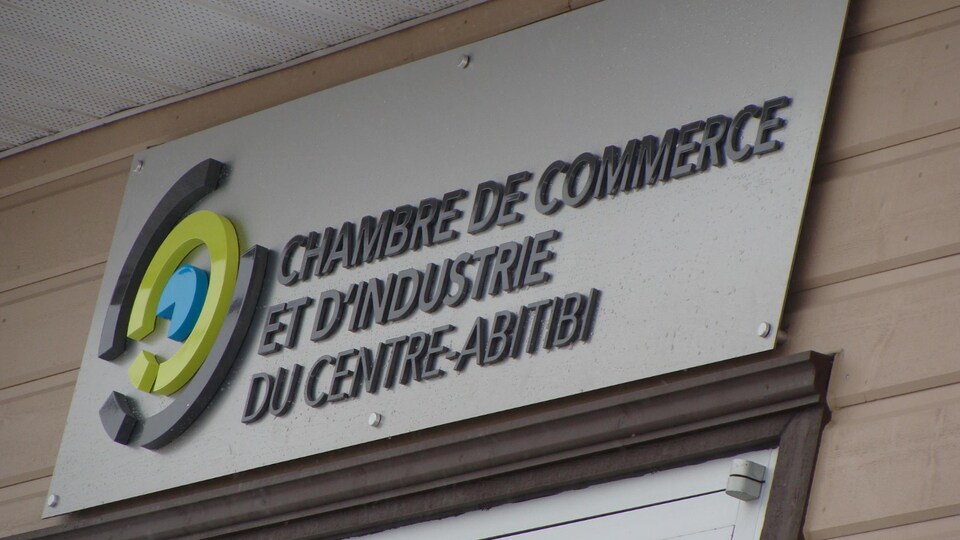 CHAMBRE DE COMMERCE
ET D'INDUSTRIE
DU CENTRE-ABITIBI